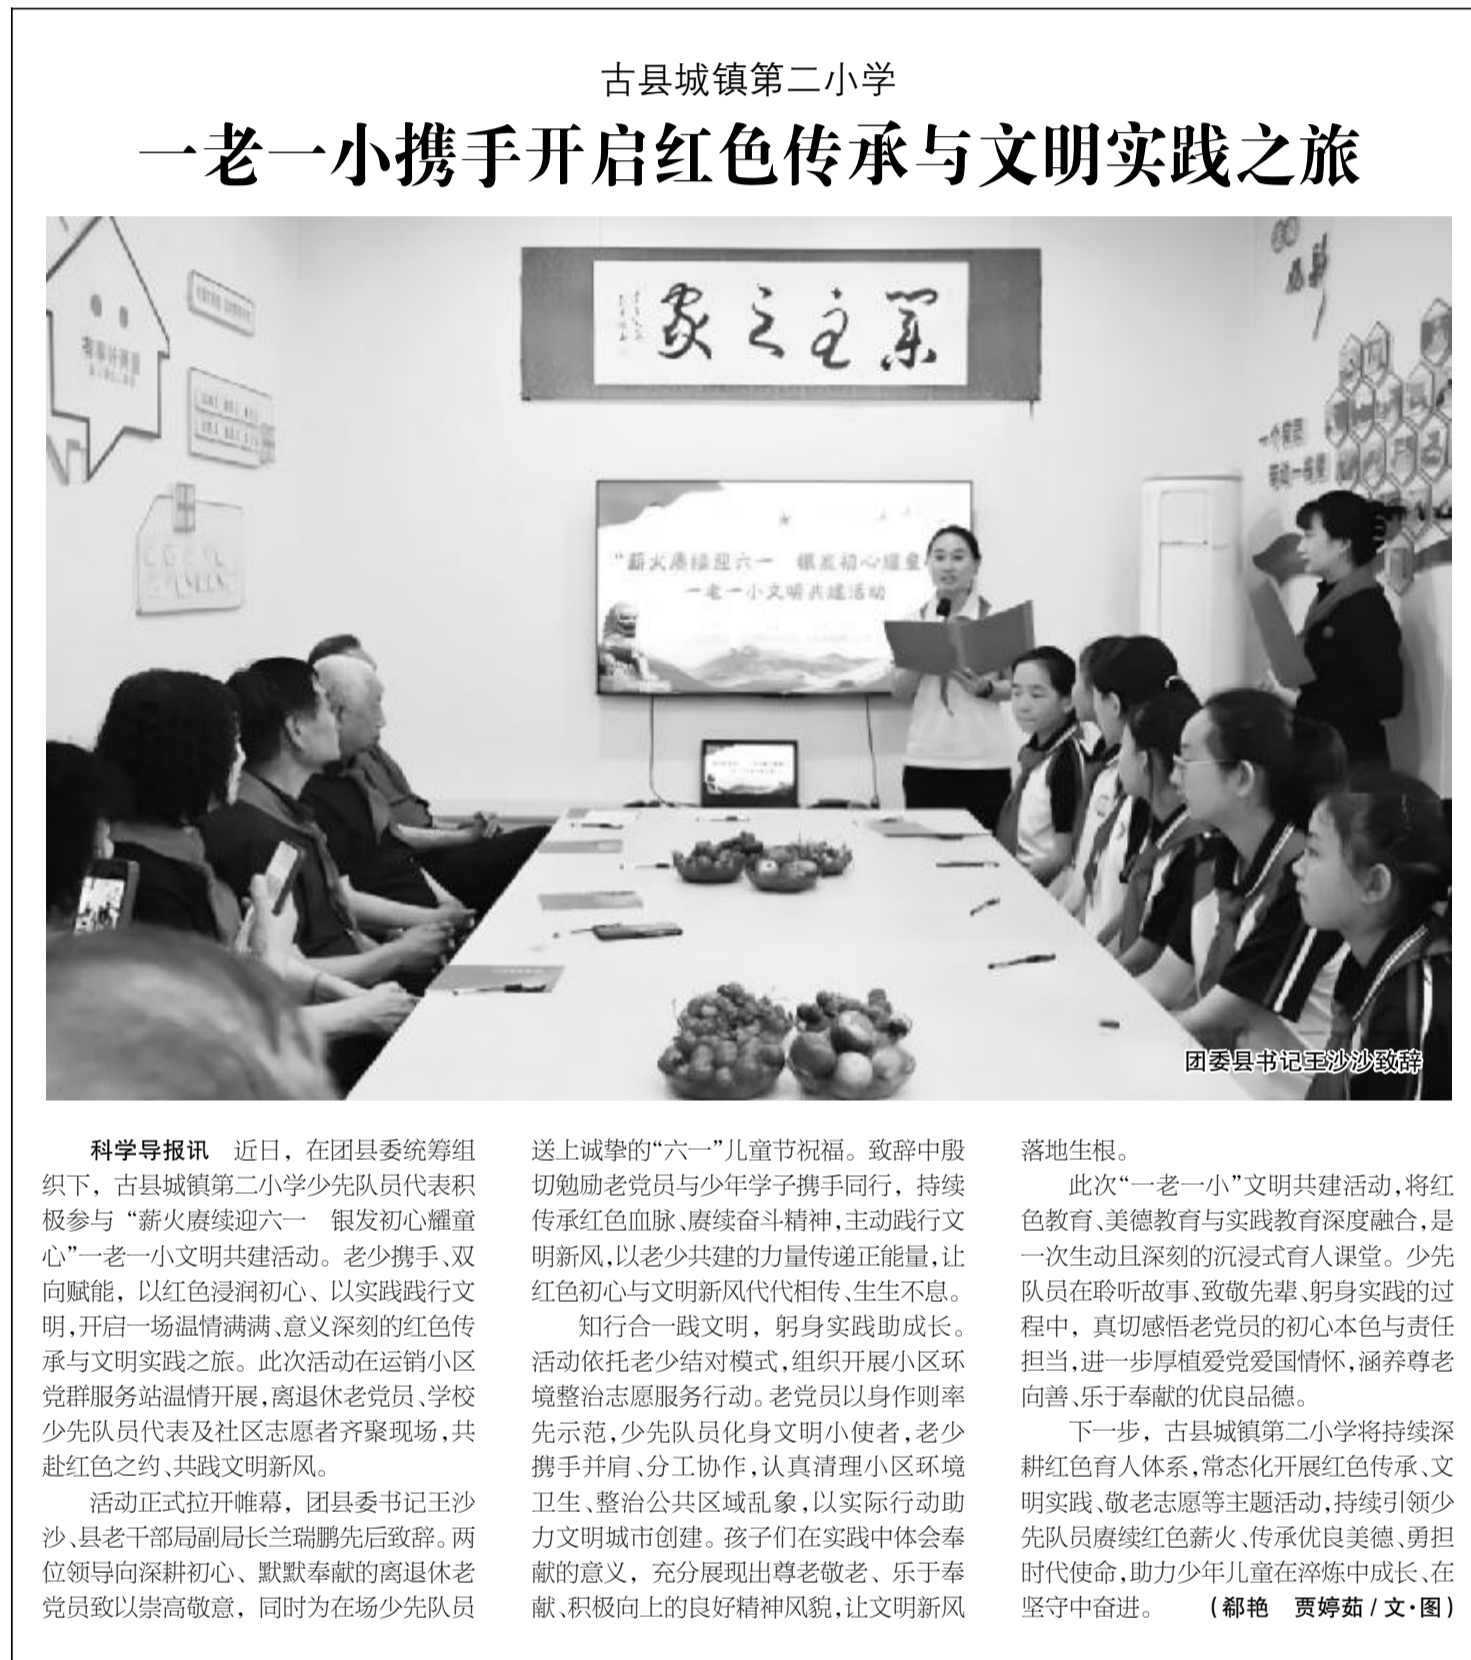 古县城镇第二小学
一老一小携手开启红色传承与文明实践之旅
业主之家
“薪火赓续迎六一　银发初心耀童
一老一小文明共建活动
团委县书记王沙沙致辞
科学导报讯　近日，在团县委统筹组
织下，古县城镇第二小学少先队员代表积
极参与“薪火赓续迎六一　银发初心耀童
心”一老一小文明共建活动。老少携手、双
向赋能，以红色浸润初心、以实践践行文
明，开启一场温情满满、意义深刻的红色传
承与文明实践之旅。此次活动在运销小区
党群服务站温情开展，离退休老党员、学校
少先队员代表及社区志愿者齐聚现场，共
赴红色之约、共践文明新风。
活动正式拉开帷幕，团县委书记王沙
沙、县老干部局副局长兰瑞鹏先后致辞。两
位领导向深耕初心、默默奉献的离退休老
党员致以崇高敬意，同时为在场少先队员
送上诚挚的“六一”儿童节祝福。致辞中殷
切勉励老党员与少年学子携手同行，持续
传承红色血脉、赓续奋斗精神，主动践行文
明新风，以老少共建的力量传递正能量，让
红色初心与文明新风代代相传、生生不息。
知行合一践文明，躬身实践助成长。
活动依托老少结对模式，组织开展小区环
境整治志愿服务行动。老党员以身作则率
先示范，少先队员化身文明小使者，老少
携手并肩、分工协作，认真清理小区环境
卫生、整治公共区域乱象，以实际行动助
力文明城市创建。孩子们在实践中体会奉
献的意义，充分展现出尊老敬老、乐于奉
献、积极向上的良好精神风貌，让文明新风
落地生根。
此次“一老一小”文明共建活动，将红
色教育、美德教育与实践教育深度融合，是
一次生动且深刻的沉浸式育人课堂。少先
队员在聆听故事、致敬先辈、躬身实践的过
程中，真切感悟老党员的初心本色与责任
担当，进一步厚植爱党爱国情怀，涵养尊老
向善、乐于奉献的优良品德。
下一步，古县城镇第二小学将持续深
耕红色育人体系，常态化开展红色传承、文
明实践、敬老志愿等主题活动，持续引领少
先队员赓续红色薪火、传承优良美德、勇担
时代使命，助力少年儿童在淬炼中成长、在
坚守中奋进。　（郗艳　贾婷茹/文·图）